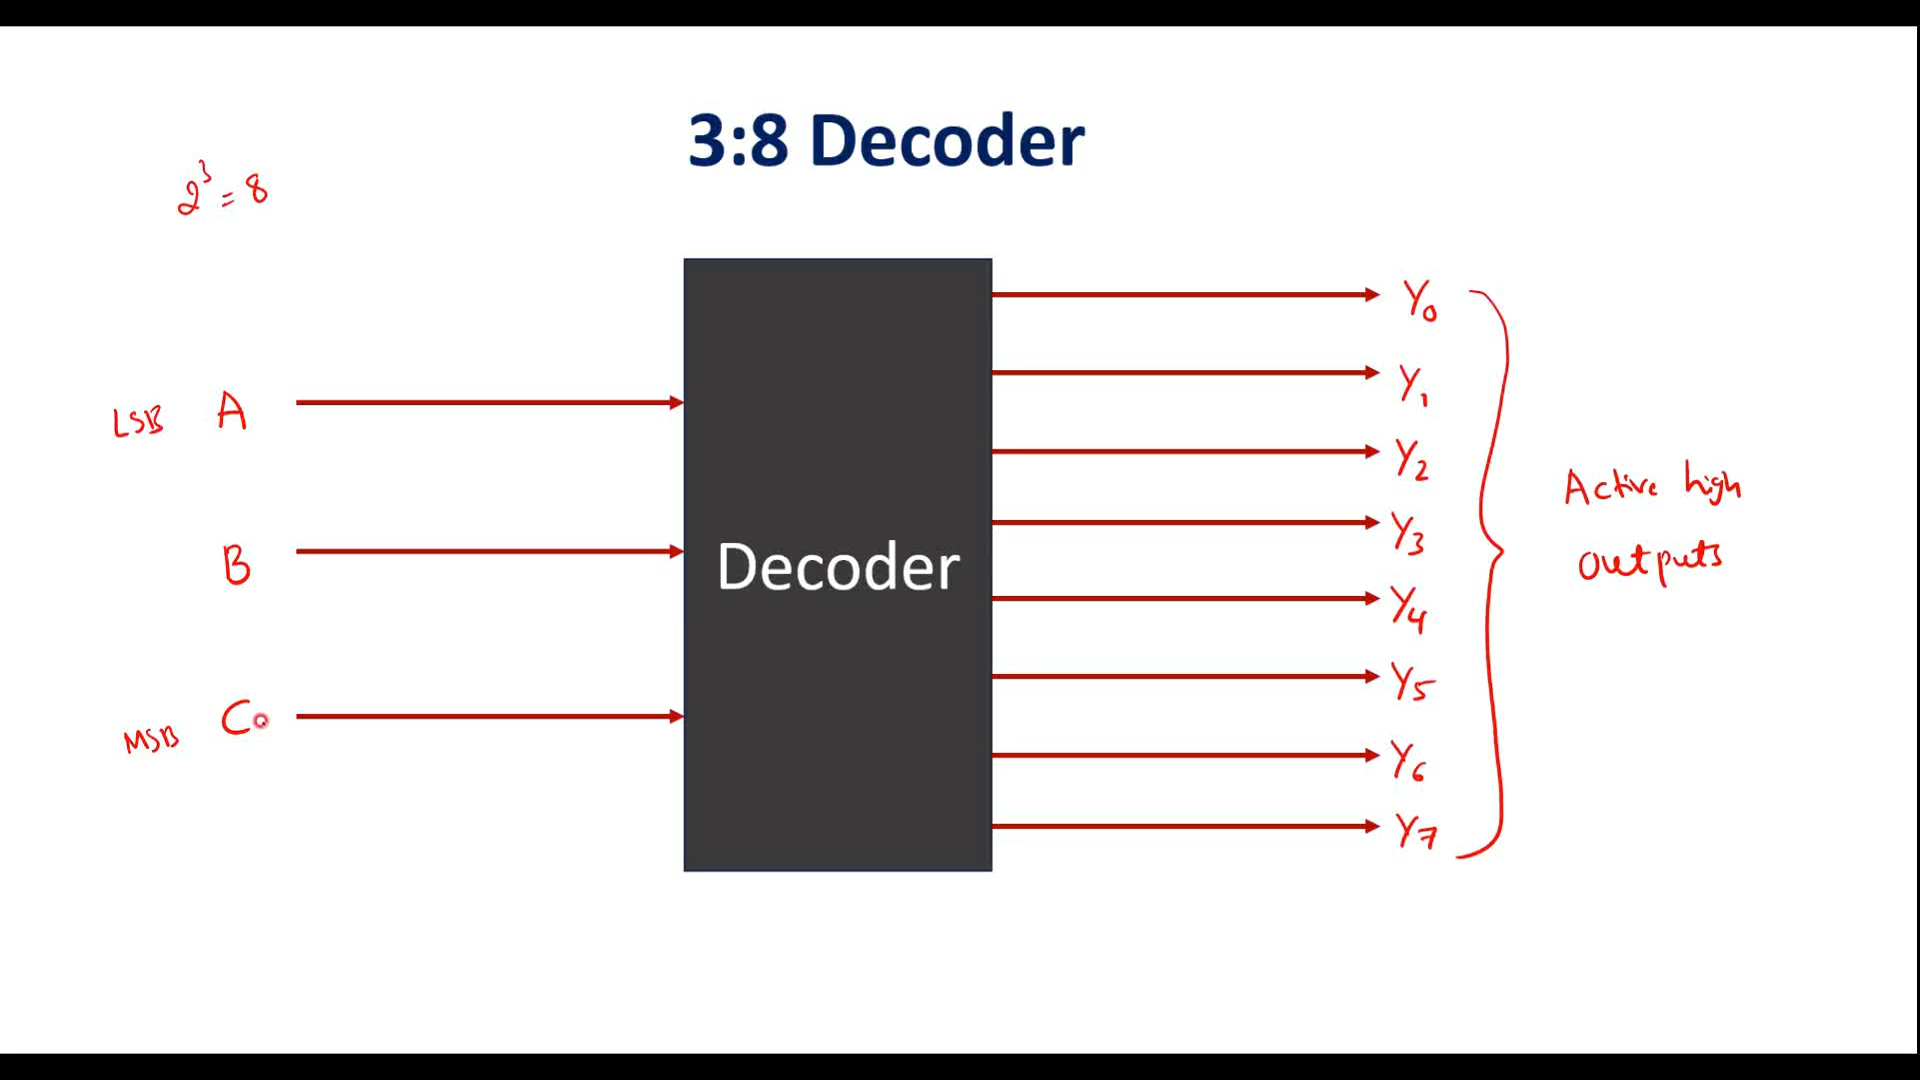 3:8 Decoder
2³ = 8
LSB A
B
MSB C
Decoder
Y₀
Y₁
Y₂
Y₃
Y₄
Y₅
Y₆
Y₇
Active high
outputs